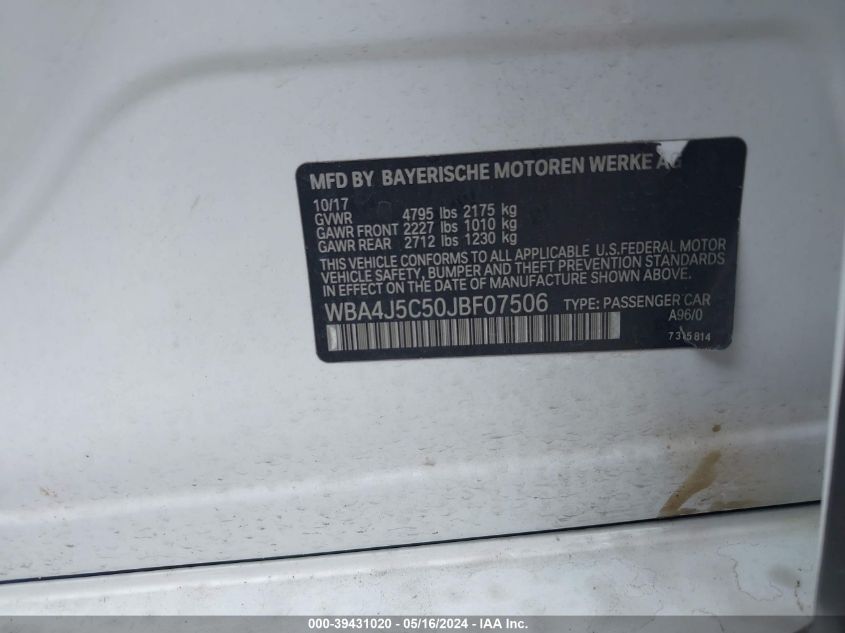 MFD BY BAYERISCHE MOTOREN WERKE AG
10/17
GVWR 4795 lbs 2175 kg
GAWR FRONT 2227 lbs 1010 kg
GAWR REAR 2712 lbs 1230 kg
THIS VEHICLE CONFORMS TO ALL APPLICABLE U.S.FEDERAL MOTOR
VEHICLE SAFETY, BUMPER AND THEFT PREVENTION STANDARDS
IN EFFECT ON THE DATE OF MANUFACTURE SHOWN ABOVE.
WBA4J5C50JBF07506 TYPE: PASSENGER CAR
A96/0
7 315 814
000-39431020 - 05/16/2024 - IAA Inc.